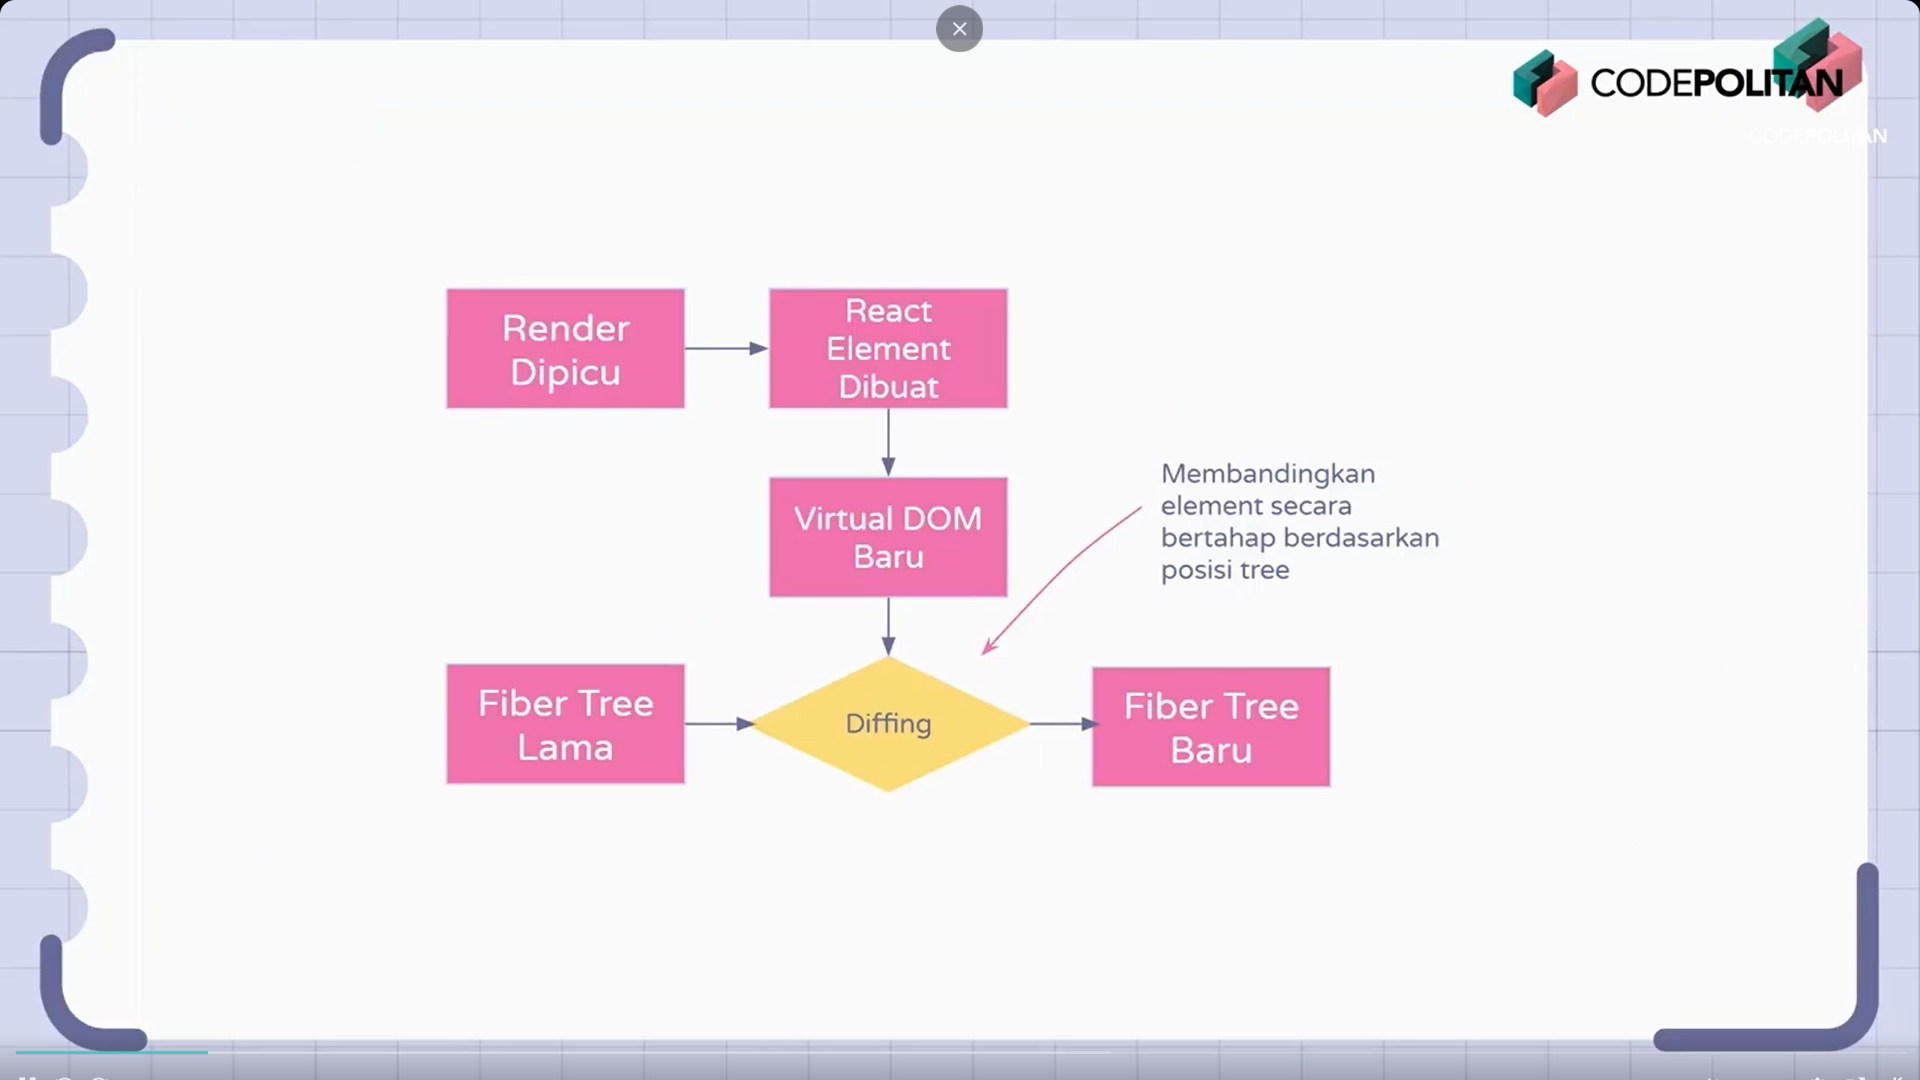 CODEPOLITAN
CODEPOLITAN
Render
Dipicu
React
Element
Dibuat
Virtual DOM
Baru
Membandingkan
element secara
bertahap berdasarkan
posisi tree
Fiber Tree
Lama
Diffing
Fiber Tree
Baru